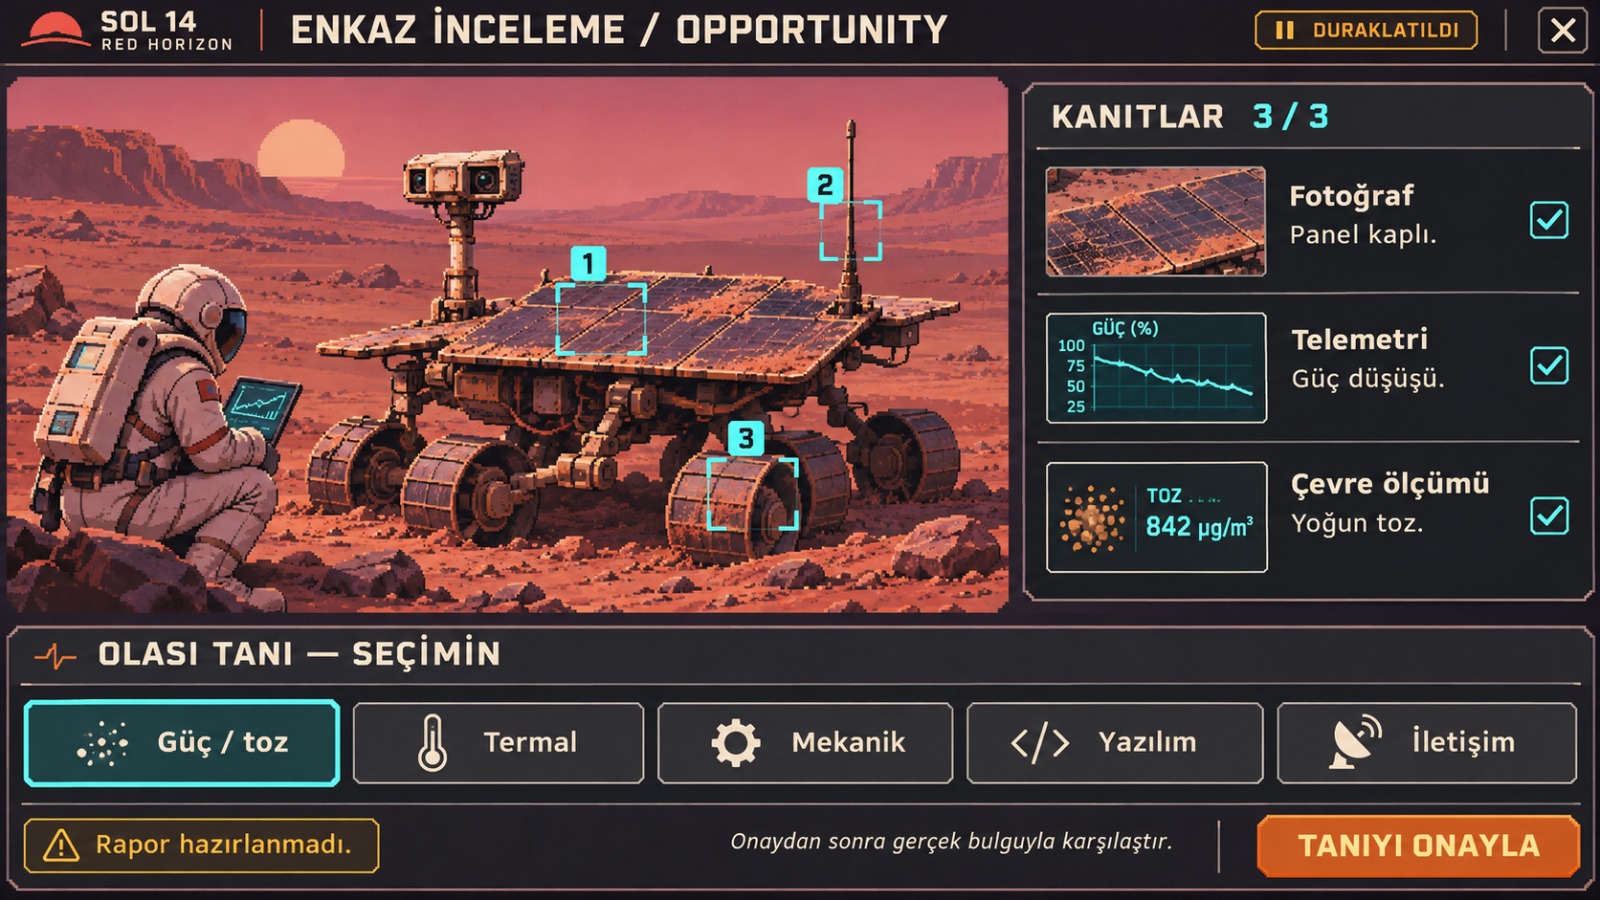 SOL 14
RED HORIZON
ENKAZ İNCELEME / OPPORTUNITY
DURAKLATILDI
1
2
3
KANITLAR 3 / 3
Fotoğraf
Panel kaplı.
GÜÇ (%)
100
75
50
25
Telemetri
Güç düşüşü.
TOZ
842 µg/m³
Çevre ölçümü
Yoğun toz.
OLASI TANI — SEÇİMİN
Güç / toz
Termal
Mekanik
</> Yazılım
İletişim
Rapor hazırlanmadı.
Onaydan sonra gerçek bulguyla karşılaştır.
TANIYI ONAYLA